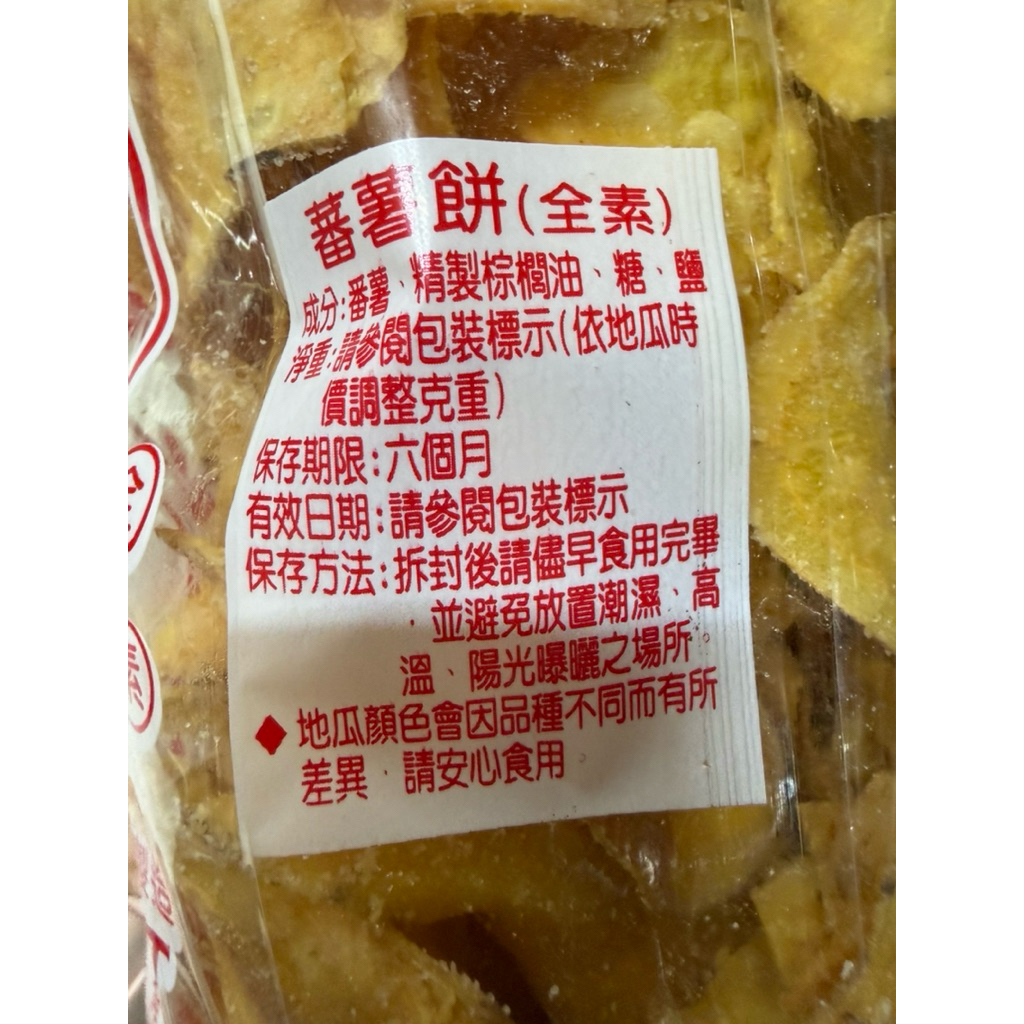 蕃薯餅(全素)
成分:番薯、精製棕櫚油、糖、鹽
淨重:請參閱包裝標示(依地瓜時
價調整克重)
保存期限:六個月
有效日期:請參閱包裝標示
保存方法:拆封後請儘早食用完畢
，並避免放置潮濕、高
溫、陽光曝曬之場所。
◆地瓜顏色會因品種不同而有所
差異，請安心食用